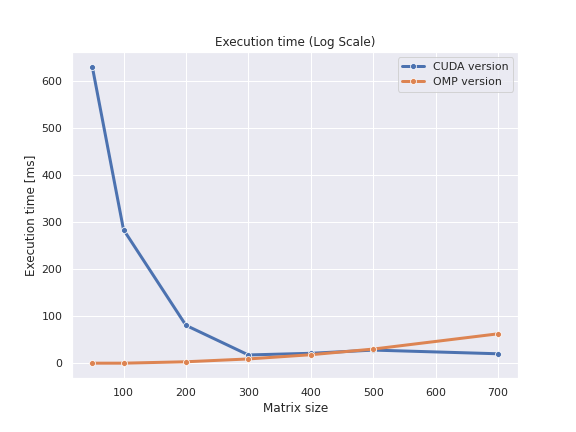 Execution time (Log Scale)
CUDA version
OMP version
Execution time [ms]
600
500
400
300
200
100
0
100 200 300 400 500 600 700
Matrix size